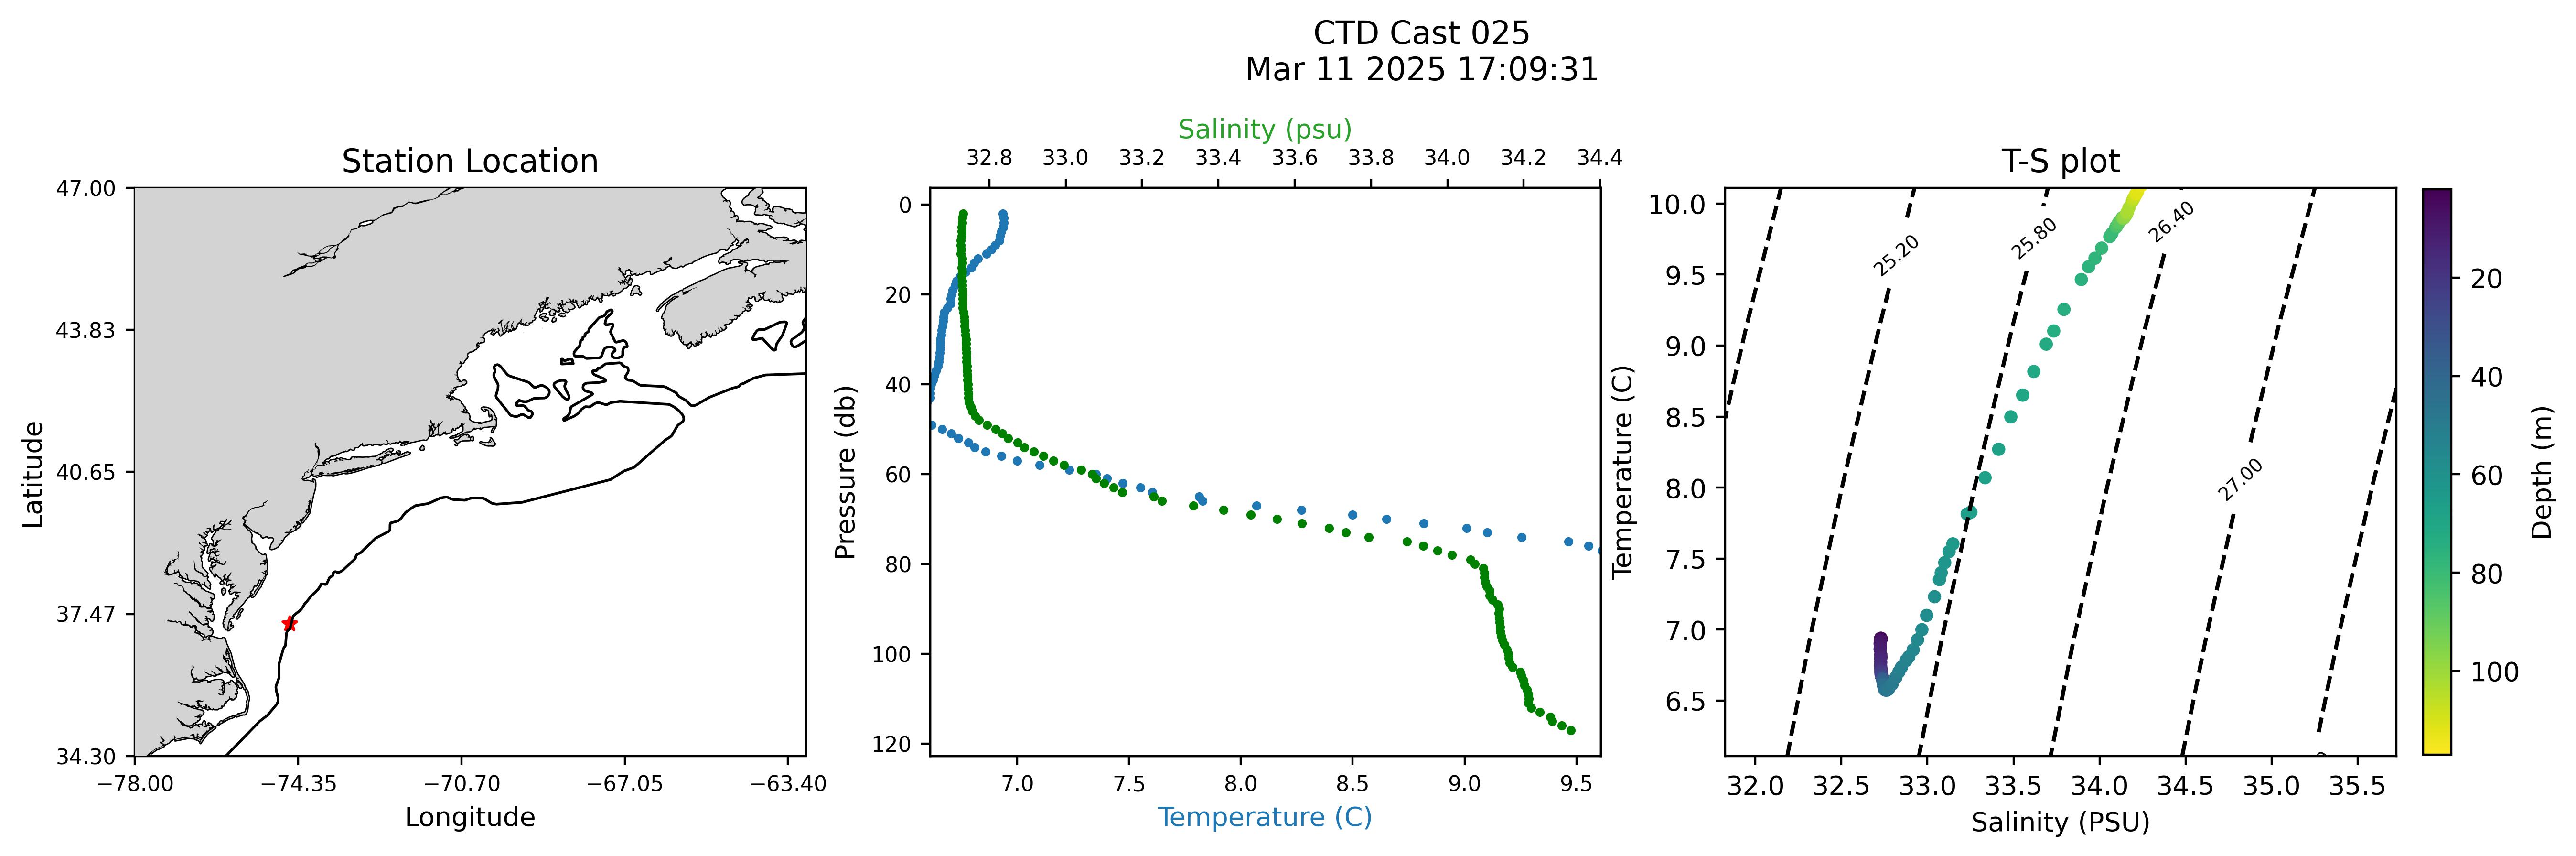 CTD Cast 025
Mar 11 2025 17:09:31
Station Location
47.00
43.83
40.65
37.47
34.30
Latitude
−78.00 −74.35 −70.70 −67.05 −63.40
Longitude
Salinity (psu)
32.8 33.0 33.2 33.4 33.6 33.8 34.0 34.2 34.4
0
20
40
60
80
100
120
Pressure (db)
7.0 7.5 8.0 8.5 9.0 9.5
Temperature (C)
T-S plot
10.0
9.5
9.0
8.5
8.0
7.5
7.0
6.5
Temperature (C)
25.20
25.80
26.40
27.00
32.0 32.5 33.0 33.5 34.0 34.5 35.0 35.5
Salinity (PSU)
20
40
60
80
100
Depth (m)